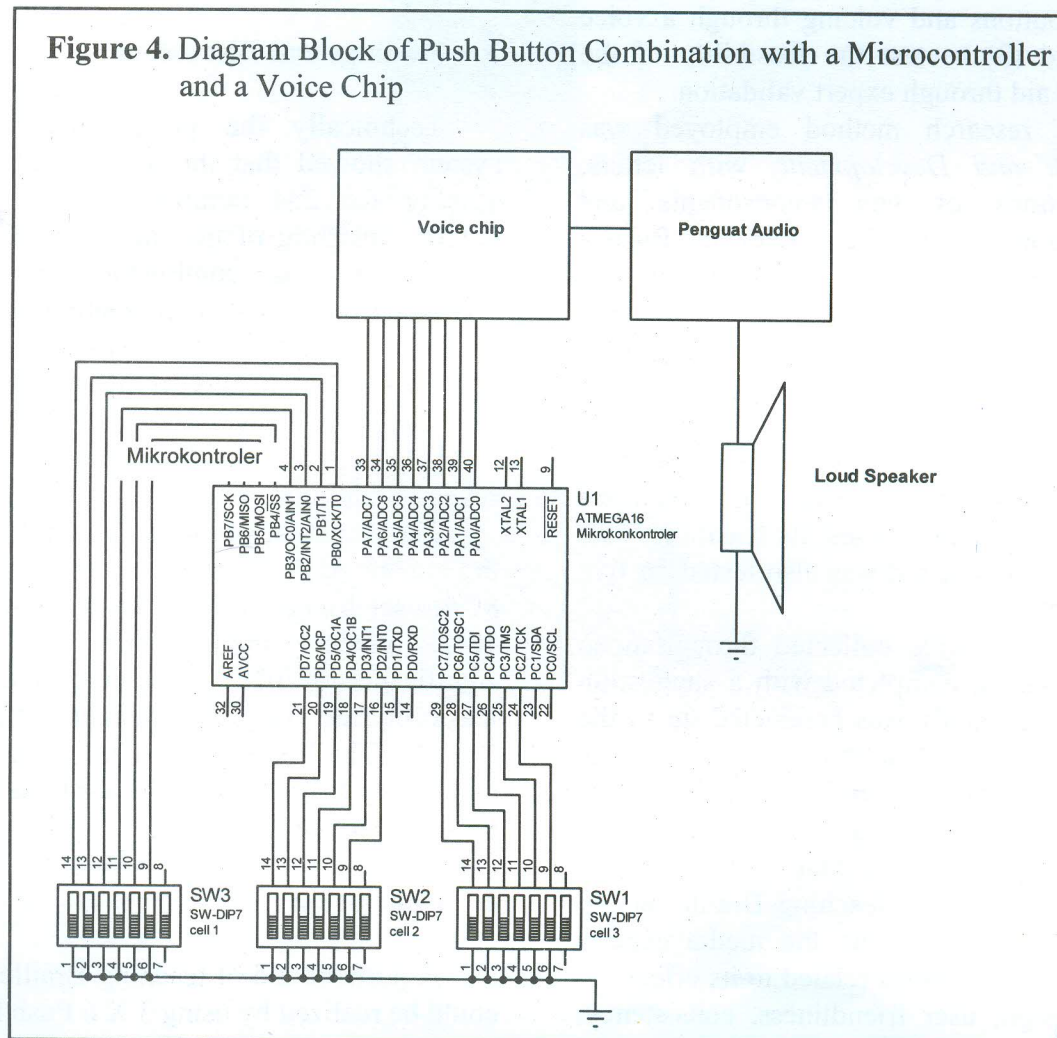 Figure 4. Diagram Block of Push Button Combination with a Microcontroller
and a Voice Chip
Voice chip
Penguat Audio
Loud Speaker
Mikrokontroler
4
3
2
1
33
34
35
36
37
38
39
40
12
13
9
U1
ATMEGA16
Mikrokonkontroler
PB7/SCK
PB6/MISO
PB5/MOSI
PB4/SS
PB3/OC0/AIN1
PB2/INT2/AIN0
PB1/T1
PB0/XCK/T0
PA7/ADC7
PA6/ADC6
PA5/ADC5
PA4/ADC4
PA3/ADC3
PA2/ADC2
PA1/ADC1
PA0/ADC0
XTAL2
XTAL1
RESET
AREF
AVCC
PD7/OC2
PD6/ICP
PD5/OC1A
PD4/OC1B
PD3/INT1
PD2/INT0
PD1/TXD
PD0/RXD
PC7/TOSC2
PC6/TOSC1
PC5/TDI
PC4/TDO
PC3/TMS
PC2/TCK
PC1/SDA
PC0/SCL
32
30
21
20
19
18
17
16
15
14
29
28
27
26
25
24
23
22
14
13
12
11
10
9
8
SW3
SW-DIP7
cell 1
1
2
3
4
5
6
7
14
13
12
11
10
9
8
SW2
SW-DIP7
cell 2
1
2
3
4
5
6
7
14
13
12
11
10
9
8
SW1
SW-DIP7
cell 3
1
2
3
4
5
6
7